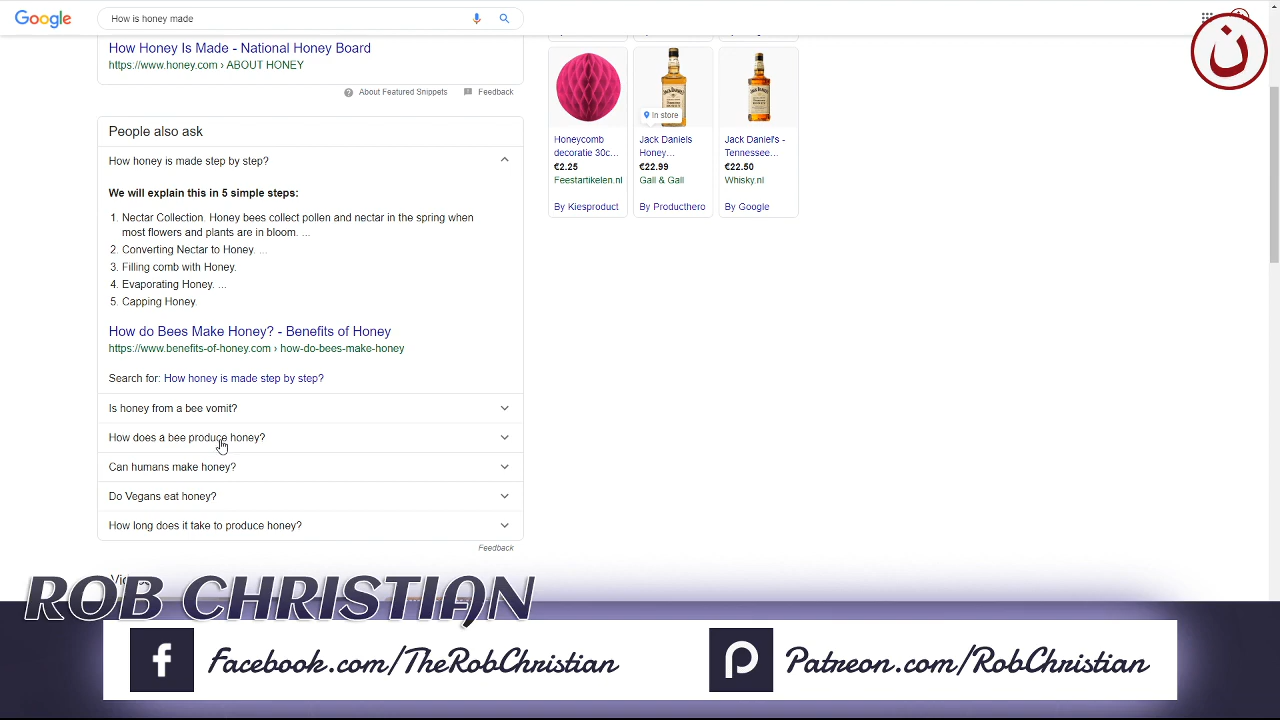 Google
How is honey made
ن
How Honey Is Made - National Honey Board
https://www.honey.com › ABOUT HONEY
About Featured Snippets
Feedback
People also ask
How honey is made step by step?
We will explain this in 5 simple steps:
1. Nectar Collection. Honey bees collect pollen and nectar in the spring when
most flowers and plants are in bloom. ...
2. Converting Nectar to Honey. ...
3. Filling comb with Honey.
4. Evaporating Honey. ...
5. Capping Honey.
How do Bees Make Honey? - Benefits of Honey
https://www.benefits-of-honey.com › how-do-bees-make-honey
Search for: How honey is made step by step?
Is honey from a bee vomit?
How does a bee produce honey?
Can humans make honey?
Do Vegans eat honey?
How long does it take to produce honey?
Feedback
In store
Honeycomb
decoratie 30c...
€2.25
Feestartikelen.nl
By Kiesproduct
Jack Daniels
Honey...
€22.99
Gall & Gall
By Producthero
Jack Daniel's -
Tennessee...
€22.50
Whisky.nl
By Google
ROB CHRISTIAN
Facebook.com/TheRobChristian
Patreon.com/RobChristian